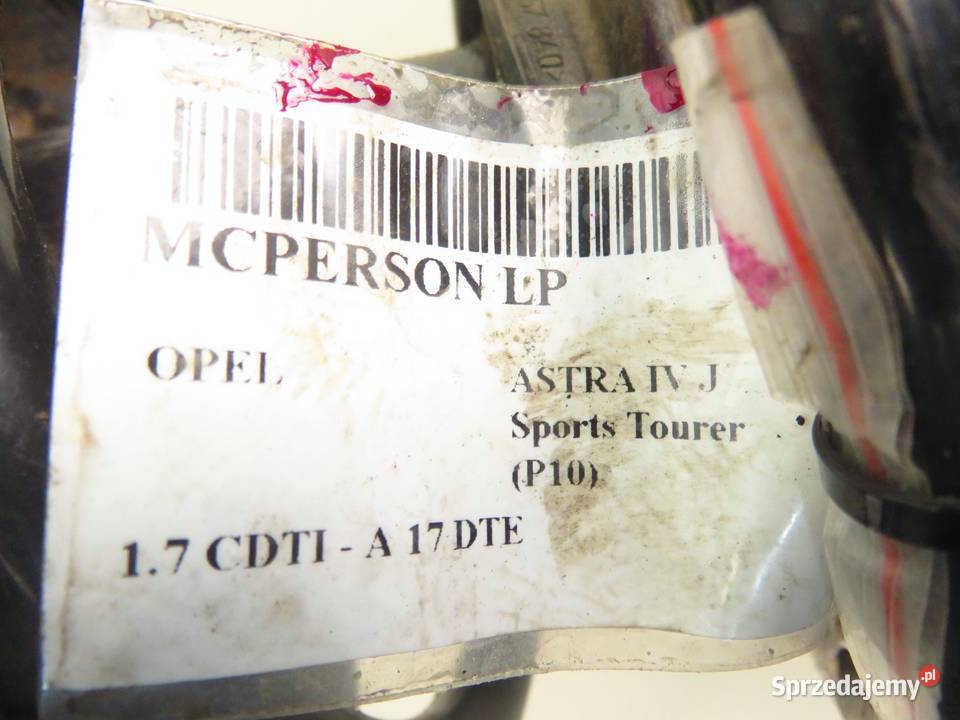 MCPERSON LP
OPEL
ASTRA IV J
Sports Tourer
(P10)
1.7 CDTI - A 17 DTE
Sprzedajemy.pl